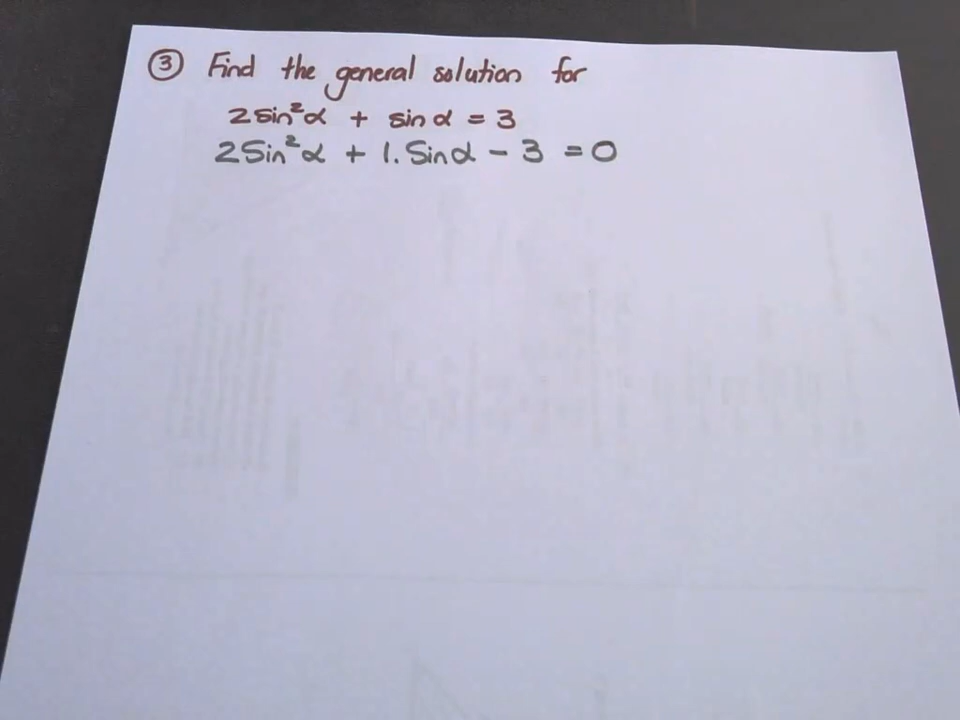 ③ Find the general solution for
2sin²α + sin α = 3
2Sin²α + 1.Sinα - 3 = 0